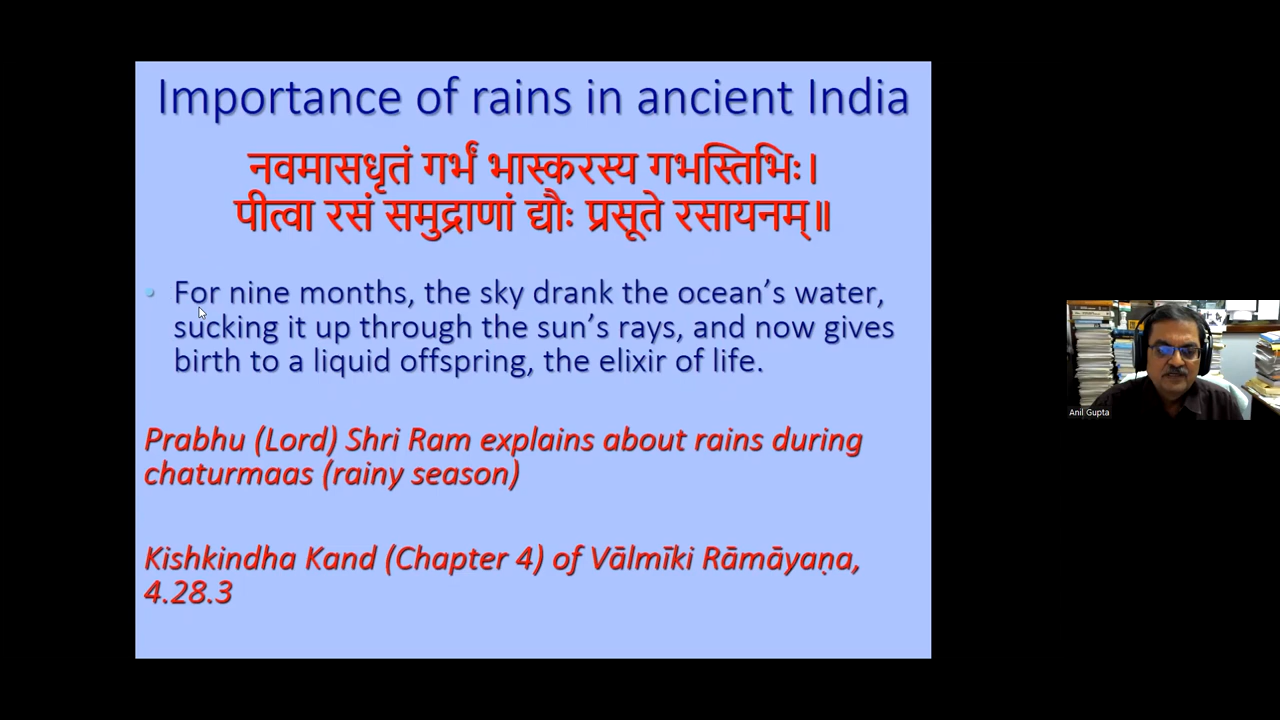 Importance of rains in ancient India
नवमासधृतं गर्भं भास्करस्य गभस्तिभिः।
पीत्वा रसं समुद्राणां द्यौः प्रसूते रसायनम्॥
• For nine months, the sky drank the ocean’s water,
sucking it up through the sun’s rays, and now gives
birth to a liquid offspring, the elixir of life.
Prabhu (Lord) Shri Ram explains about rains during
chaturmaas (rainy season)
Kishkindha Kand (Chapter 4) of Vālmīki Rāmāyaṇa,
4.28.3
Anil Gupta